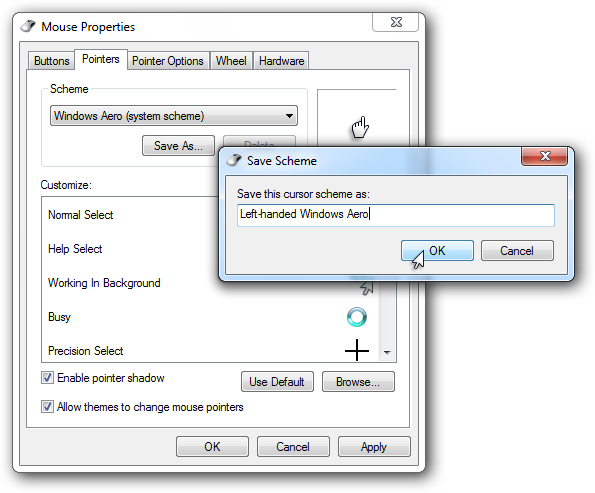 Mouse Properties
Buttons Pointers Pointer Options Wheel Hardware
Scheme
Windows Aero (system scheme)
Save As... Delete
Save Scheme
Save this cursor scheme as:
Left-handed Windows Aero
OK Cancel
Customize:
Normal Select
Help Select
Working In Background
Busy
Precision Select
Enable pointer shadow
Use Default Browse...
Allow themes to change mouse pointers
OK Cancel Apply